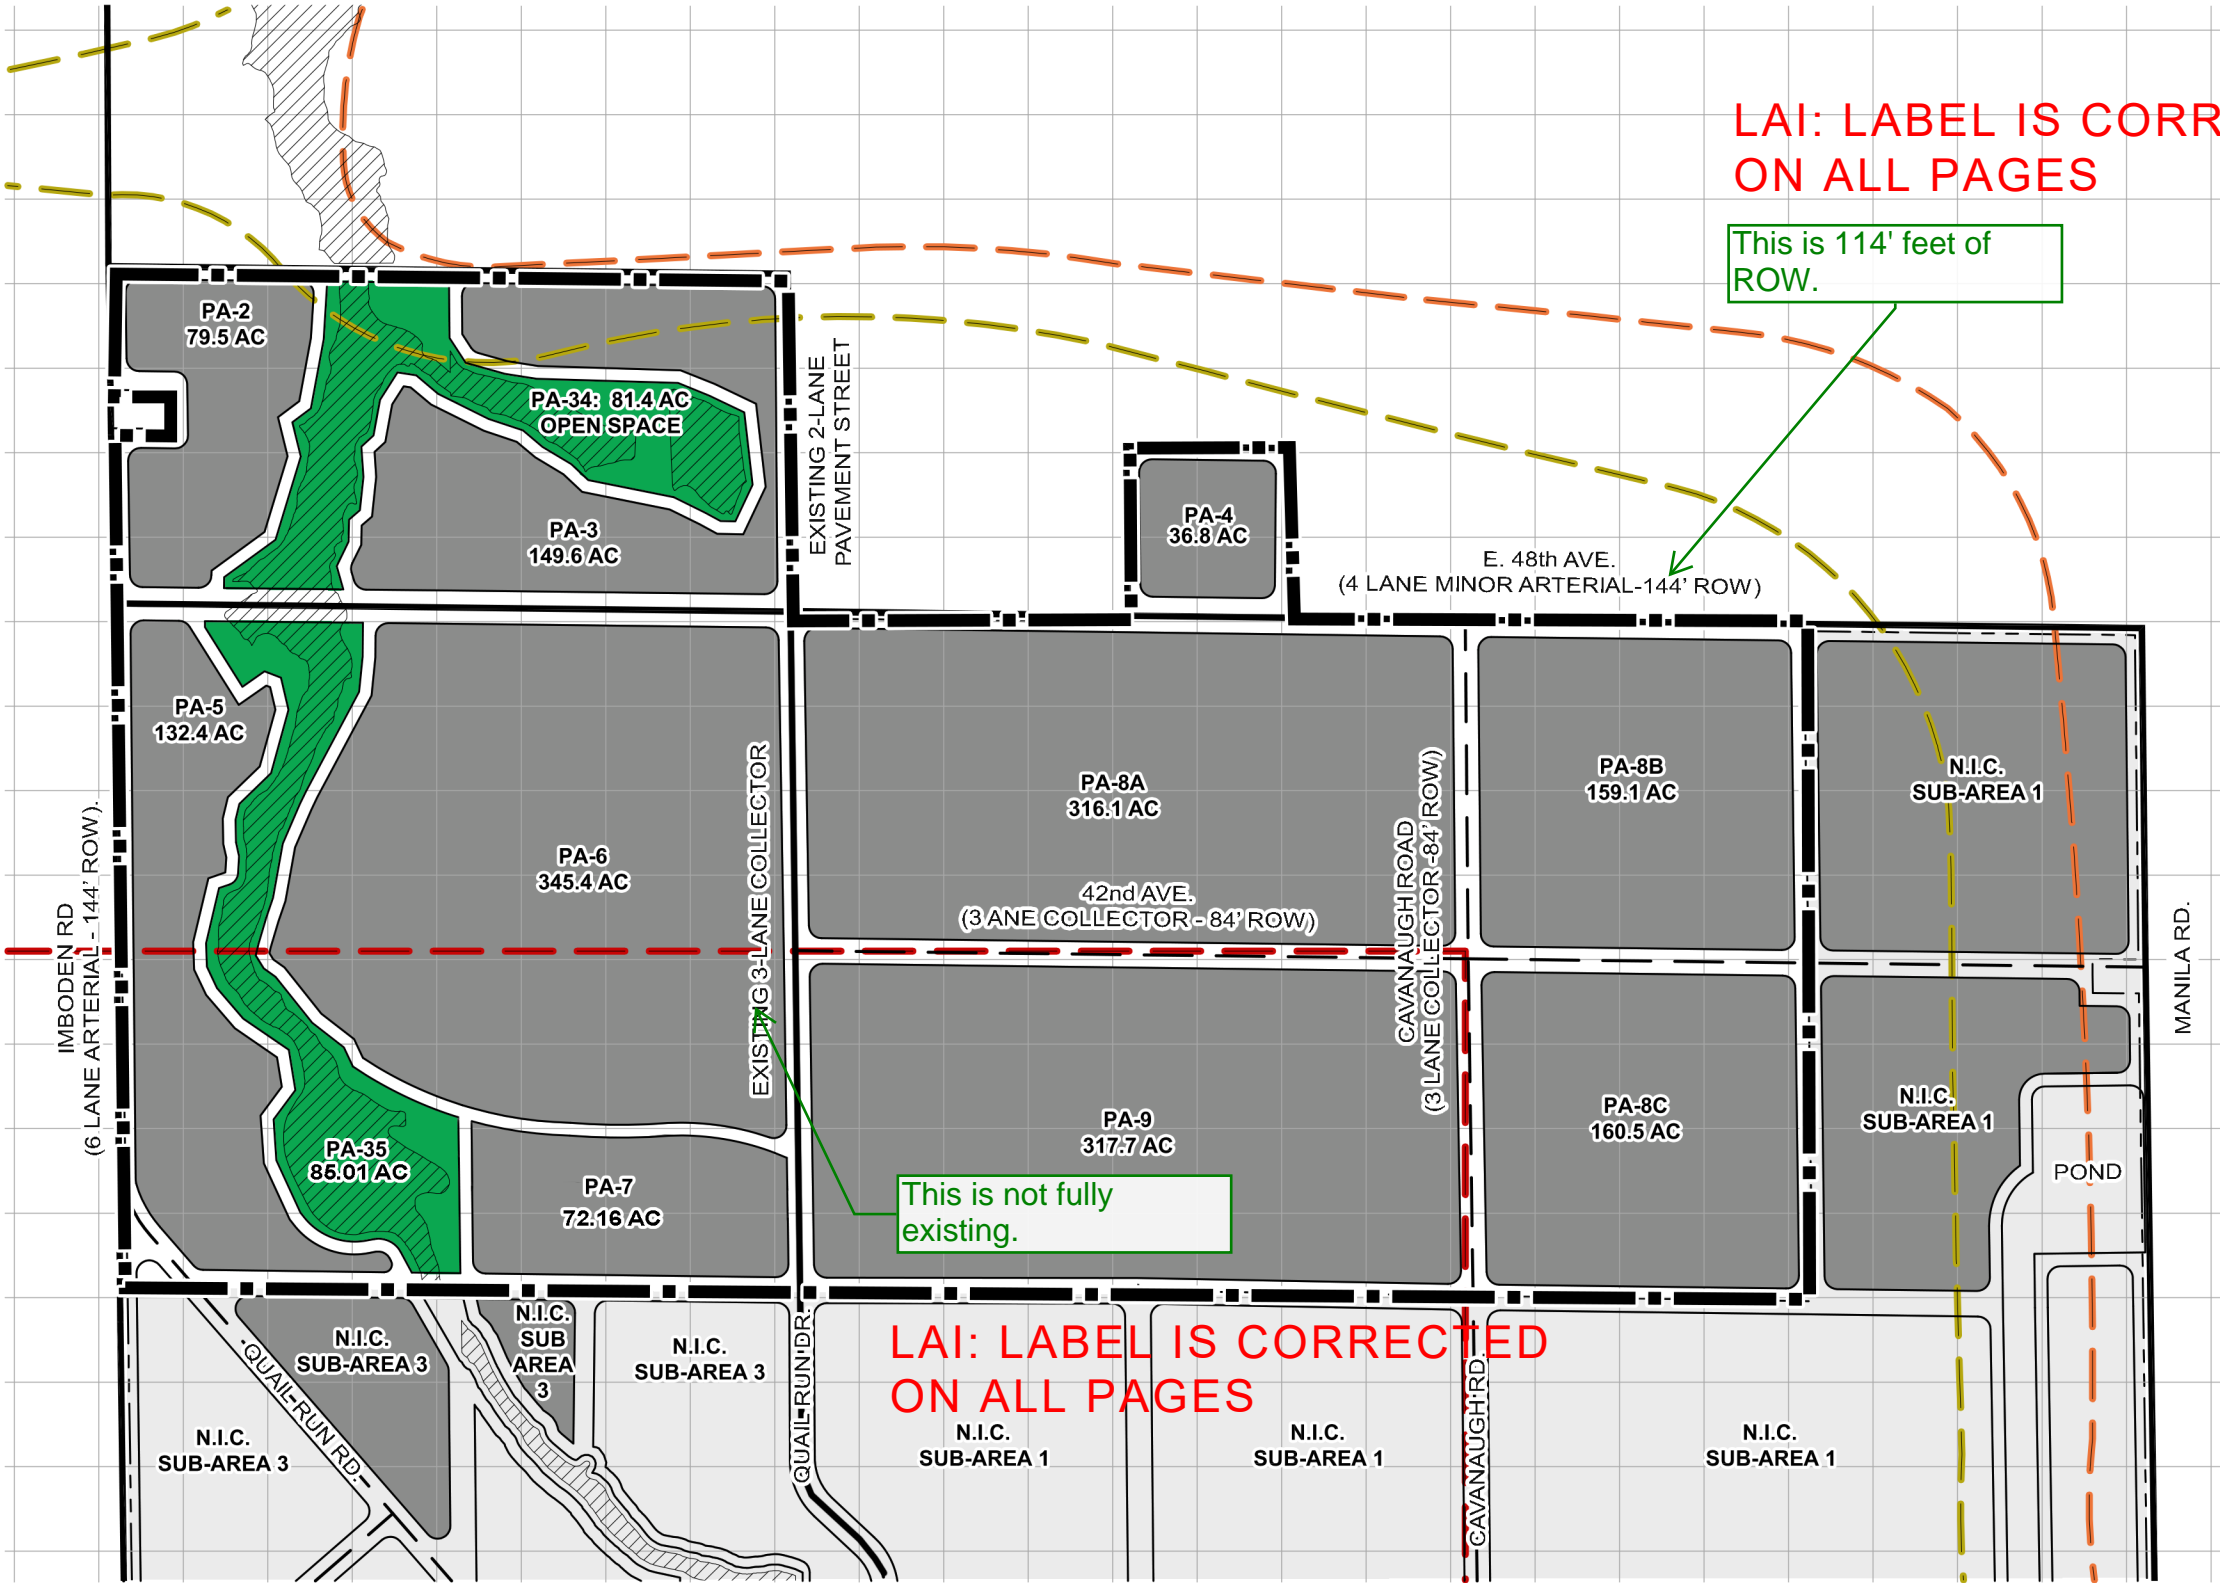 LAI: LABEL IS CORR
ON ALL PAGES
This is 114' feet of
ROW.
PA-2
79.5 AC
PA-34: 81.4 AC
OPEN SPACE
EXISTING 2-LANE
PAVEMENT STREET
PA-3
149.6 AC
PA-4
36.8 AC
E. 48th AVE.
(4 LANE MINOR ARTERIAL-144' ROW)
PA-5
132.4 AC
PA-6
345.4 AC
EXISTING 3-LANE COLLECTOR
PA-8A
316.1 AC
42nd AVE.
(3 ANE COLLECTOR - 84' ROW)
CAVANAUGH ROAD
(3 LANE COLLECTOR -84' ROW)
PA-8B
159.1 AC
N.I.C.
SUB-AREA 1
IMBODEN RD
(6 LANE ARTERIAL - 144' ROW).
MANILA RD.
PA-35
85.01 AC
PA-7
72.16 AC
PA-9
317.7 AC
PA-8C
160.5 AC
N.I.C.
SUB-AREA 1
POND
This is not fully
existing.
LAI: LABEL IS CORRECTED
ON ALL PAGES
N.I.C.
SUB-AREA 3
N.I.C.
SUB
AREA
3
N.I.C.
SUB-AREA 3
QUAIL RUN RD.
N.I.C.
SUB-AREA 3
QUAIL RUN DR.
N.I.C.
SUB-AREA 1
N.I.C.
SUB-AREA 1
CAVANAUGH RD.
N.I.C.
SUB-AREA 1